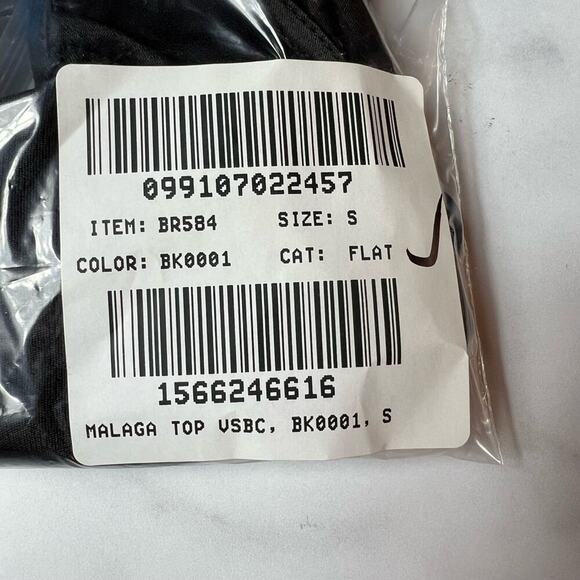 099107022457
ITEM: BR584 SIZE: S
COLOR: BK0001 CAT: FLAT
1566246616
MALAGA TOP VSBC, BK0001, S